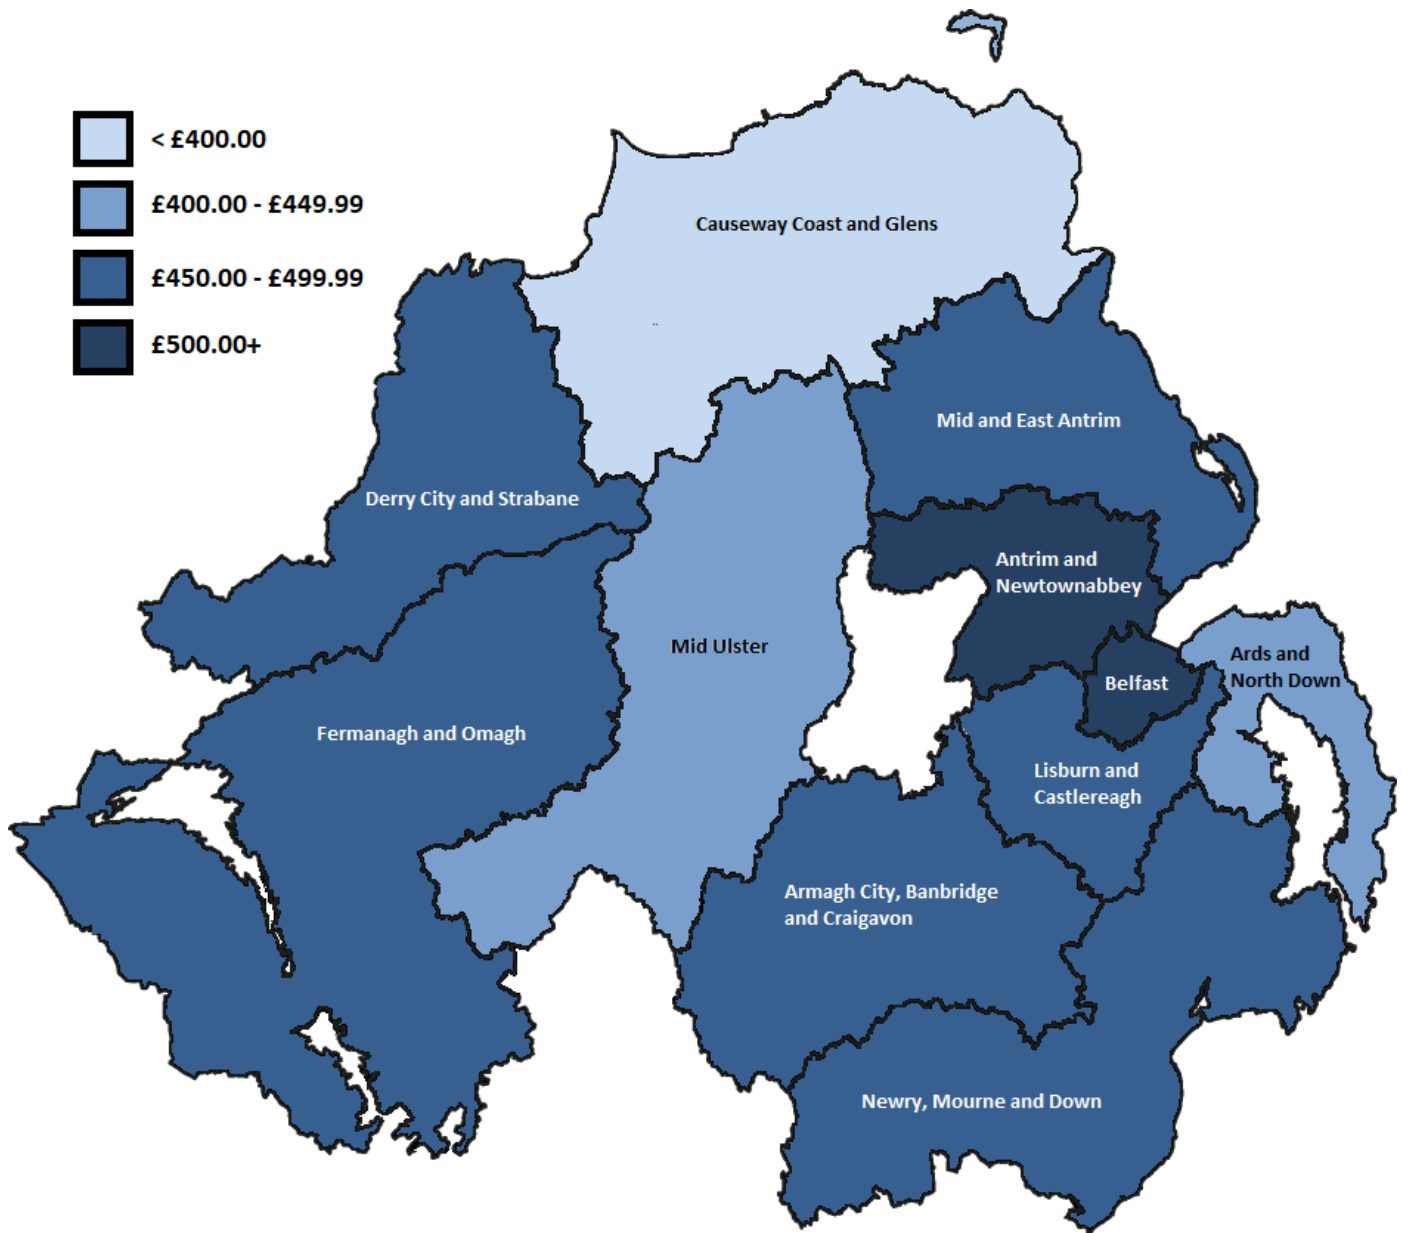 < £400.00
£400.00 - £449.99
£450.00 - £499.99
£500.00+
Causeway Coast and Glens
Mid and East Antrim
Derry City and Strabane
Antrim and
Newtownabbey
Mid Ulster
Ards and
North Down
Belfast
Fermanagh and Omagh
Lisburn and
Castlereagh
Armagh City, Banbridge
and Craigavon
Newry, Mourne and Down